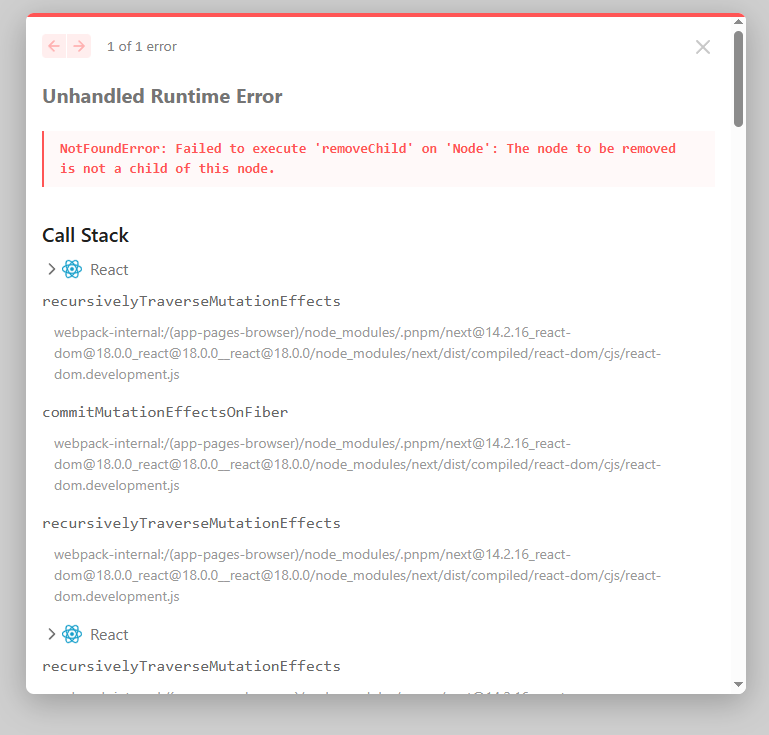 1 of 1 error
Unhandled Runtime Error
NotFoundError: Failed to execute 'removeChild' on 'Node': The node to be removed
is not a child of this node.
Call Stack
React
recursivelyTraverseMutationEffects
webpack-internal:/(app-pages-browser)/node_modules/.pnpm/next@14.2.16_react-
dom@18.0.0_react@18.0.0__react@18.0.0/node_modules/next/dist/compiled/react-dom/cjs/react-
dom.development.js
commitMutationEffectsOnFiber
webpack-internal:/(app-pages-browser)/node_modules/.pnpm/next@14.2.16_react-
dom@18.0.0_react@18.0.0__react@18.0.0/node_modules/next/dist/compiled/react-dom/cjs/react-
dom.development.js
recursivelyTraverseMutationEffects
webpack-internal:/(app-pages-browser)/node_modules/.pnpm/next@14.2.16_react-
dom@18.0.0_react@18.0.0__react@18.0.0/node_modules/next/dist/compiled/react-dom/cjs/react-
dom.development.js
React
recursivelyTraverseMutationEffects